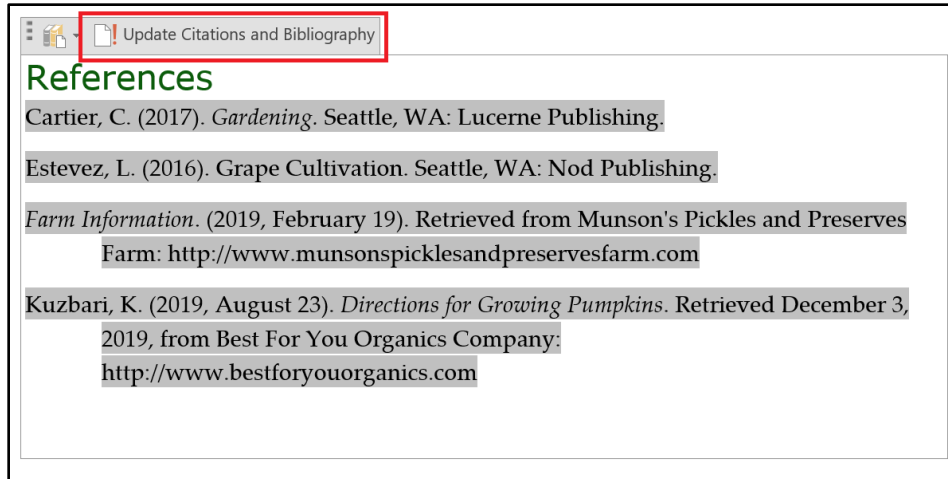 Update Citations and Bibliography
References
Cartier, C. (2017). Gardening. Seattle, WA: Lucerne Publishing.
Estevez, L. (2016). Grape Cultivation. Seattle, WA: Nod Publishing.
Farm Information. (2019, February 19). Retrieved from Munson's Pickles and Preserves
Farm: http://www.munsonspicklesandpreservesfarm.com
Kuzbari, K. (2019, August 23). Directions for Growing Pumpkins. Retrieved December 3,
2019, from Best For You Organics Company:
http://www.bestforyouorganics.com